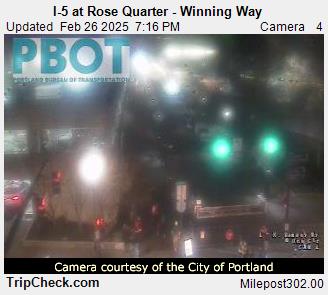 I-5 at Rose Quarter - Winning Way
Updated Feb 26 2025 7:16 PM Camera 4
PBOT
PORTLAND BUREAU OF TRANSPORTATION
Camera courtesy of the City of Portland
TripCheck.com Milepost302.00